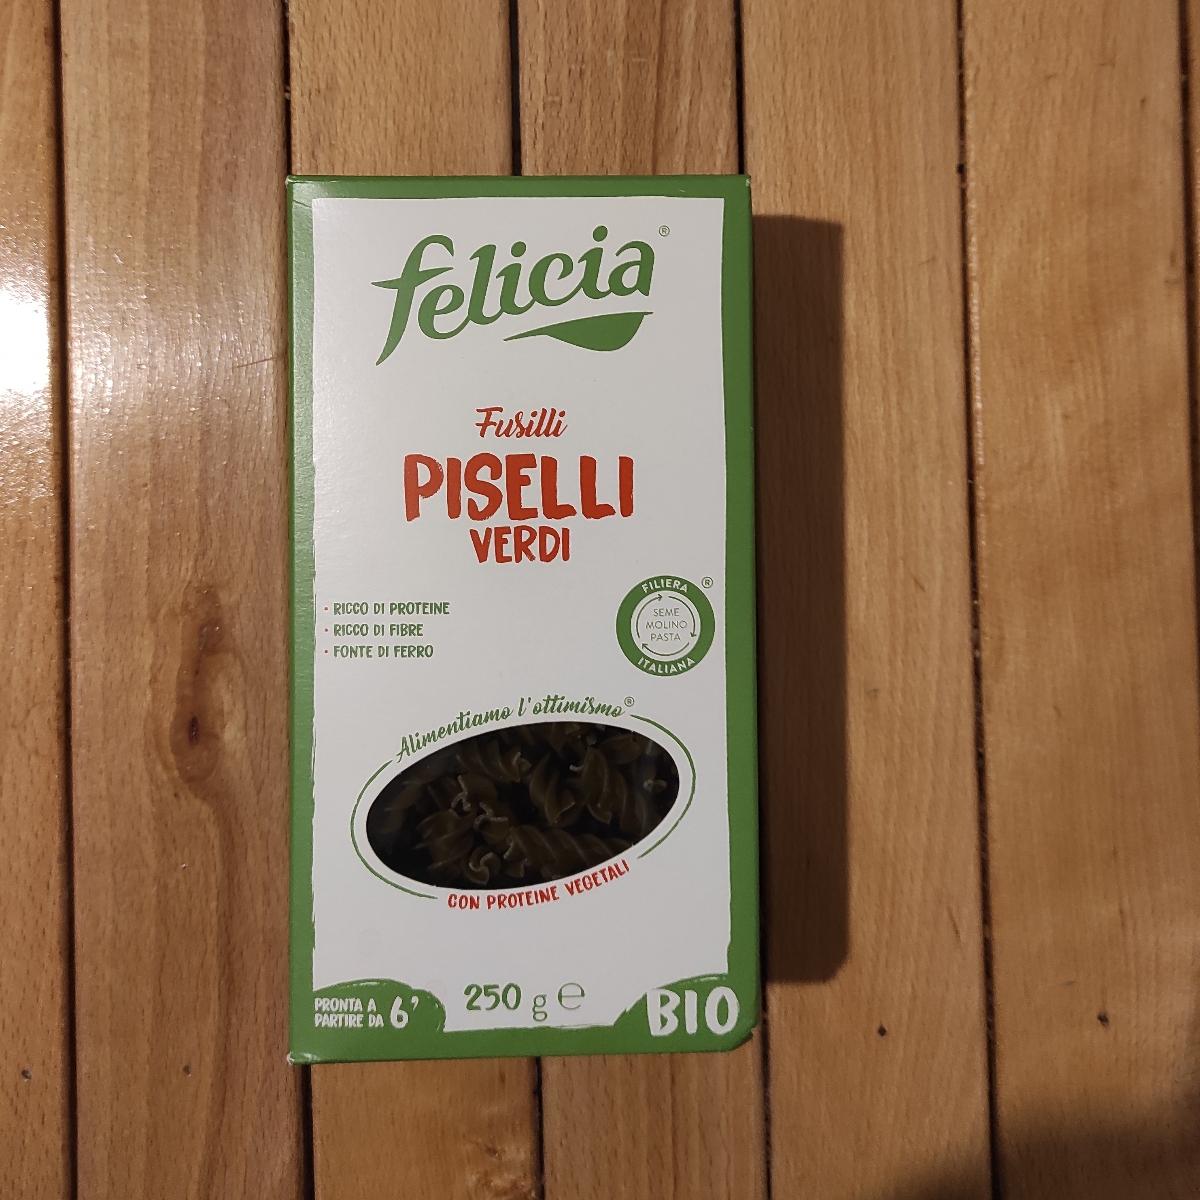 felicia®
Fusilli
PISELLI
VERDI
• RICCO DI PROTEINE
• RICCO DI FIBRE
• FONTE DI FERRO
FILIERA ®
SEME
MOLINO
PASTA
ITALIANA
Alimentiamo l'ottimismo®
CON PROTEINE VEGETALI
PRONTA A
PARTIRE DA 6'
250 g ℮
BIO